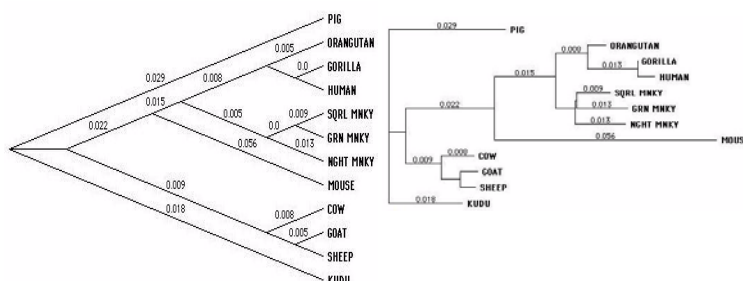 PIG
0.005 ORANGUTAN
0.0 GORILLA
0.029 0.008
HUMAN
0.015
0.022
0.005 0.009 SQRL MNKY
0.0 GRN MNKY
0.056 0.013 NGHT MNKY
MOUSE
0.009
0.018
0.008 COW
0.005 GOAT
SHEEP
KUDU
0.029
PIG
0.008 ORANGUTAN
0.015 0.013 GORILLA
HUMAN
0.022 0.009 SQRL MNKY
0.013 GRN MNKY
0.013 NGHT MNKY
0.056 MOUSE
0.008 COW
0.009 GOAT
SHEEP
0.018 KUDU